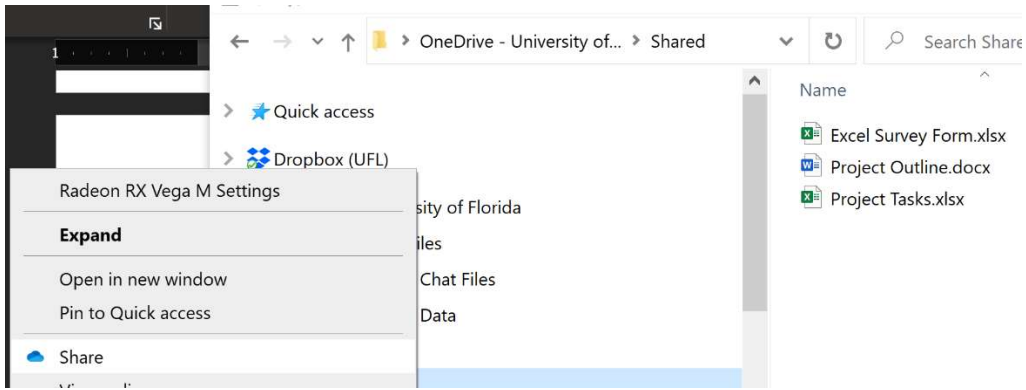 1
OneDrive - University of... > Shared
Search Share
Name
Quick access
Excel Survey Form.xlsx
Dropbox (UFL)
Project Outline.docx
Radeon RX Vega M Settings
Project Tasks.xlsx
sity of Florida
Expand
iles
Open in new window
Chat Files
Pin to Quick access
Data
Share